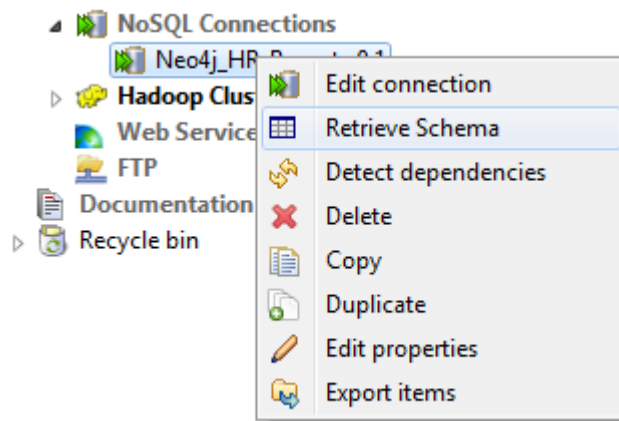 NoSQL Connections
Neo4j_HR
Hadoop Clus
Web Service
FTP
Documentation
Recycle bin
Edit connection
Retrieve Schema
Detect dependencies
Delete
Copy
Duplicate
Edit properties
Export items